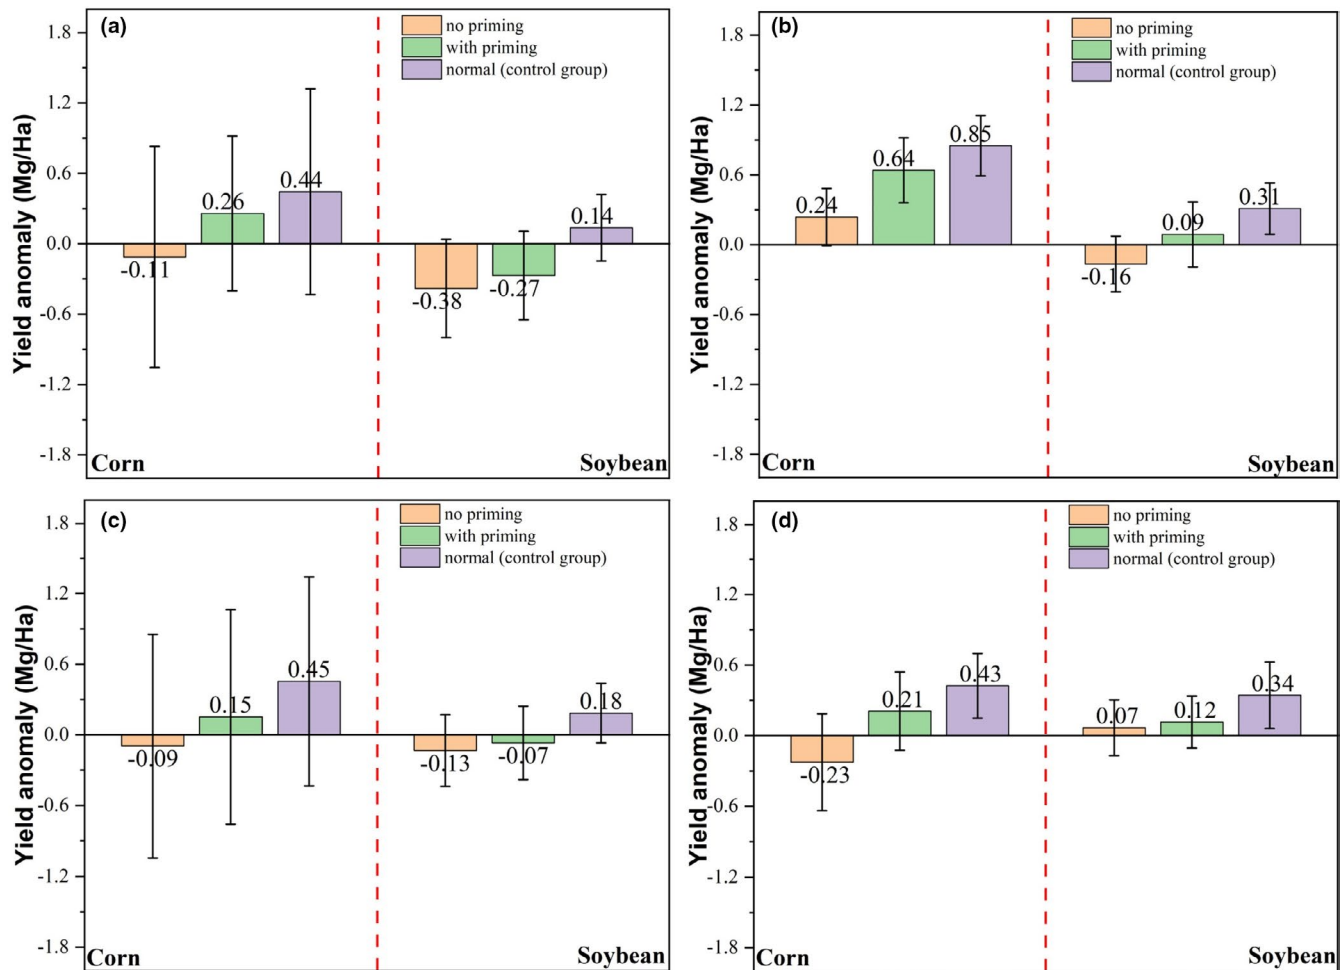 (a)
no priming
with priming
normal (control group)
Yield anomaly (Mg/Ha)
1.8
1.2
0.6
0.0
-0.6
-1.2
-1.8
-0.11
0.26
0.44
-0.38
-0.27
0.14
Corn
Soybean
(b)
no priming
with priming
normal (control group)
Yield anomaly (Mg/Ha)
1.8
1.2
0.6
0.0
-0.6
-1.2
-1.8
0.24
0.64
0.85
-0.16
0.09
0.31
Corn
Soybean
(c)
no priming
with priming
normal (control group)
Yield anomaly (Mg/Ha)
1.8
1.2
0.6
0.0
-0.6
-1.2
-1.8
-0.09
0.15
0.45
-0.13
-0.07
0.18
Corn
Soybean
(d)
no priming
with priming
normal (control group)
Yield anomaly (Mg/Ha)
1.8
1.2
0.6
0.0
-0.6
-1.2
-1.8
-0.23
0.21
0.43
0.07
0.12
0.34
Corn
Soybean